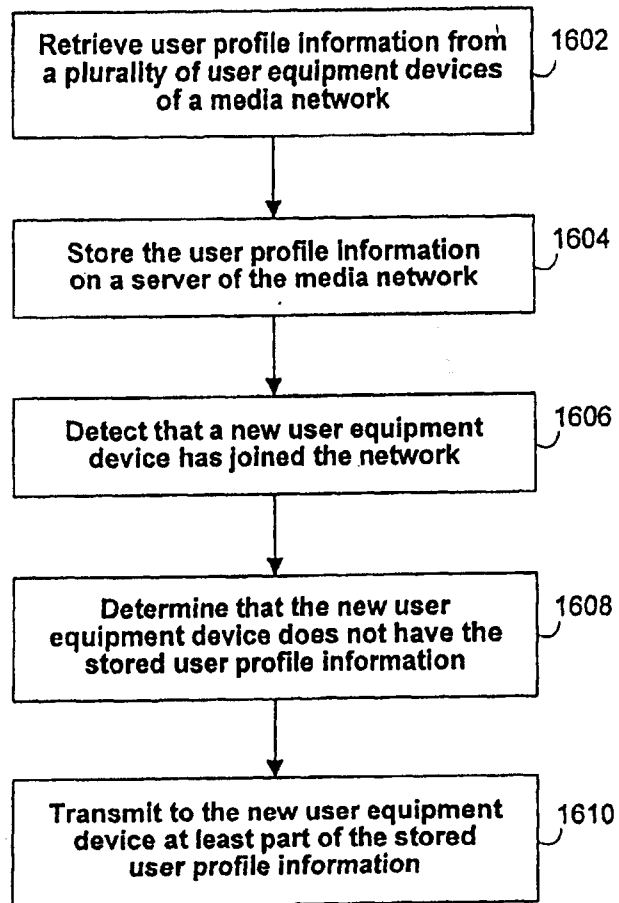 Retrieve user profile information from
a plurality of user equipment devices
of a media network
1602
Store the user profile information
on a server of the media network
1604
Detect that a new user equipment
device has joined the network
1606
Determine that the new user
equipment device does not have the
stored user profile information
1608
Transmit to the new user equipment
device at least part of the stored
user profile information
1610